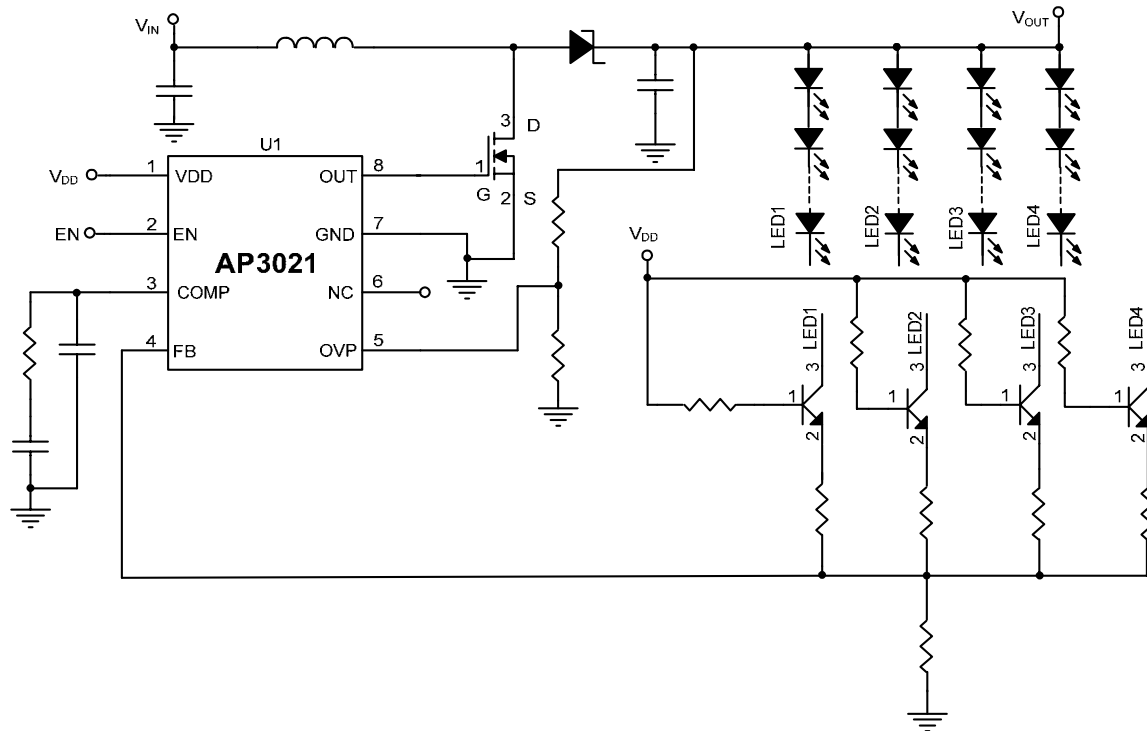 VIN
VOUT
U1
3 D
1
G 2 S
VDD 1 VDD OUT 8
EN 2 EN GND 7
AP3021
3 COMP NC 6
4 FB OVP 5
LED1
LED2
LED3
LED4
VDD
LED1
LED2
LED3
LED4
3
3
3
3
1
1
1
1
2
2
2
2